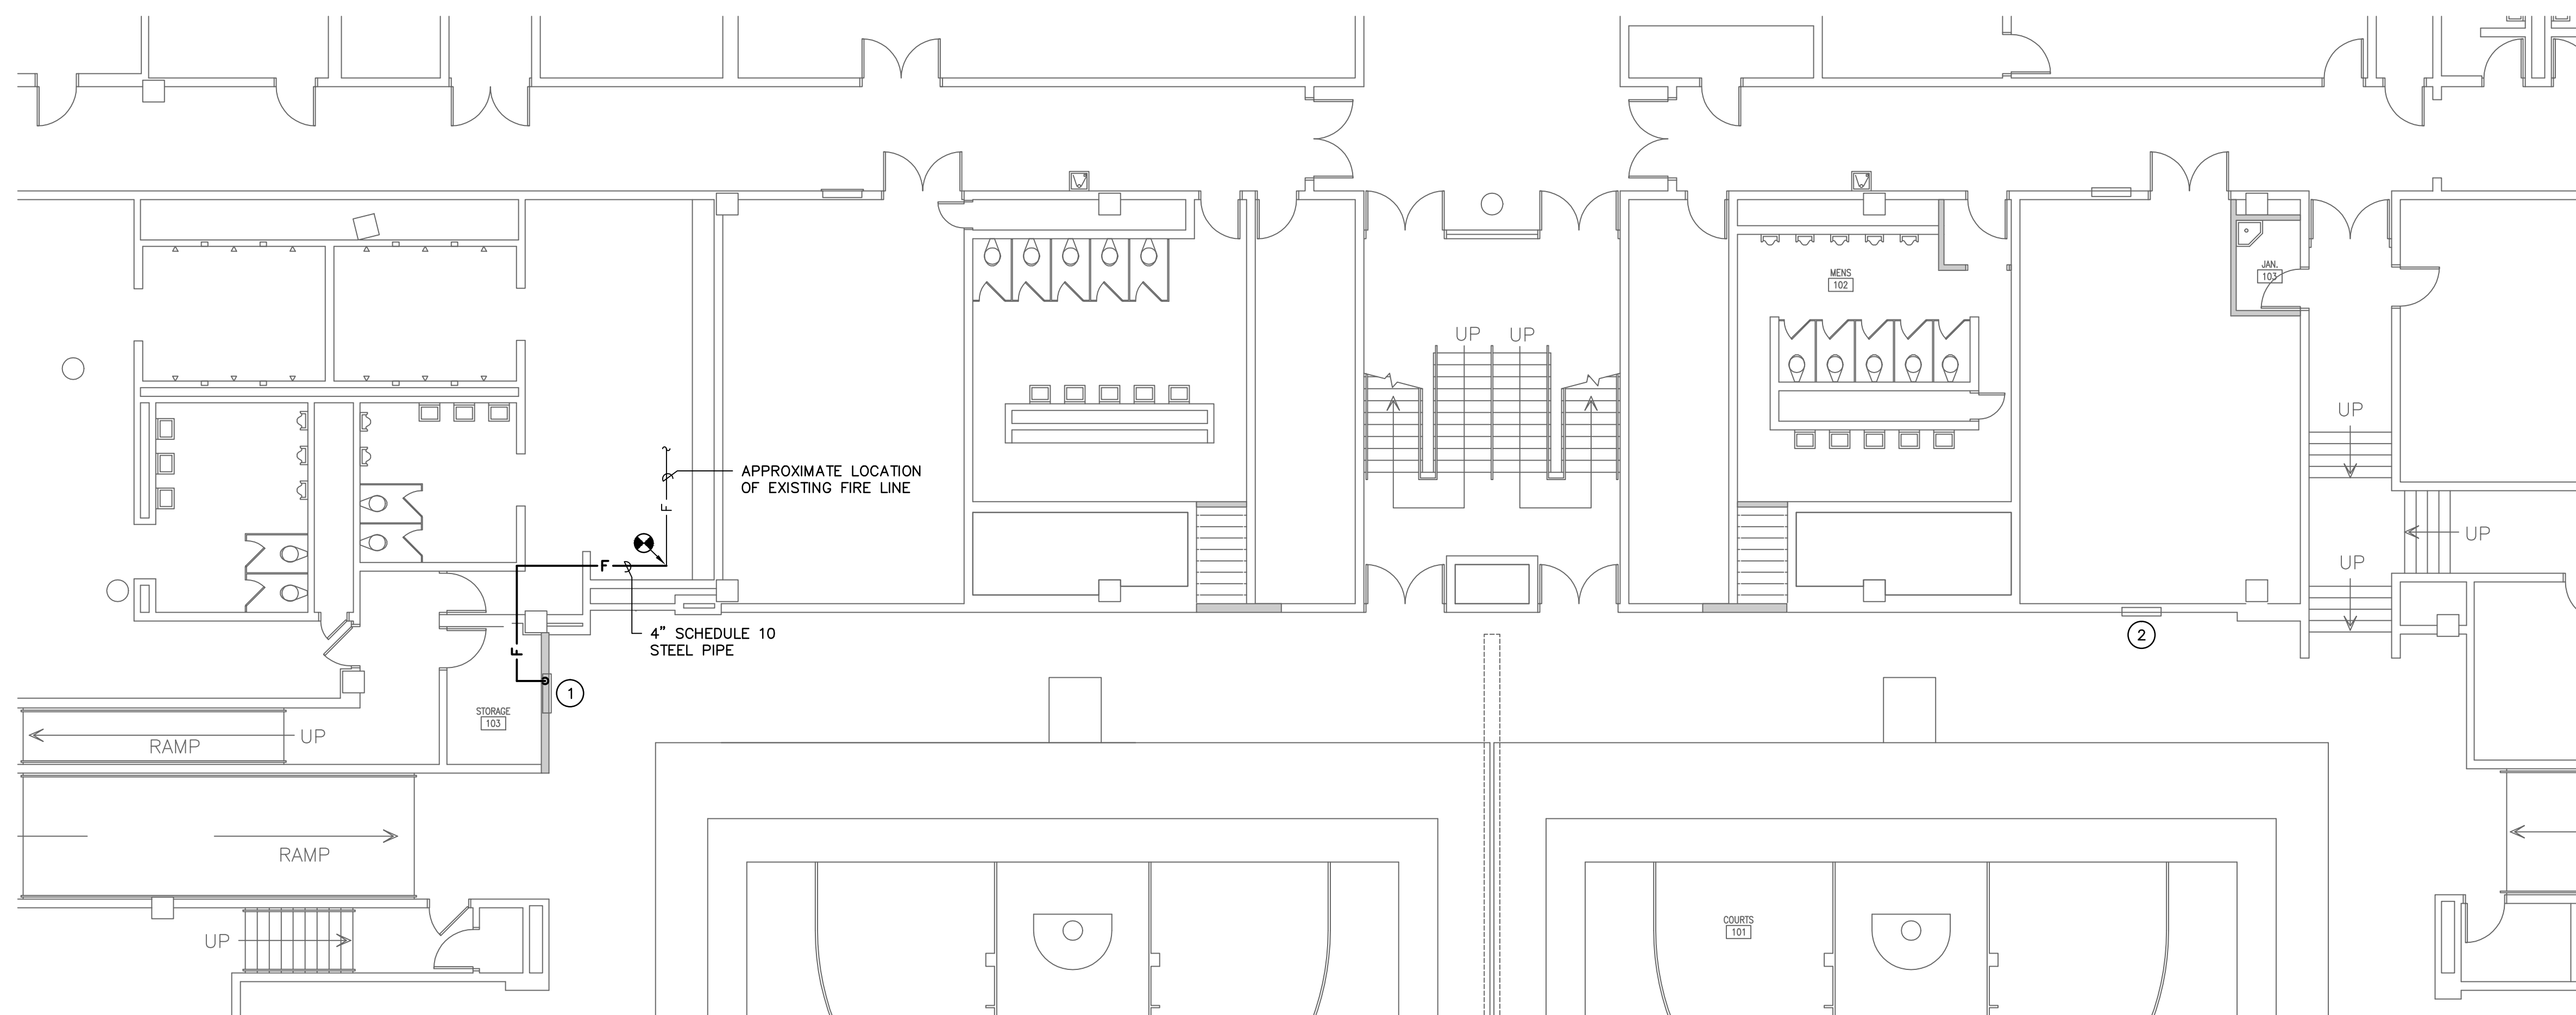 JAN.
103
MENS
102
UP
UP
UP
APPROXIMATE LOCATION
OF EXISTING FIRE LINE
F
UP
UP
F
4" SCHEDULE 10
STEEL PIPE
F
2
1
STORAGE
103
UP
RAMP
RAMP
COURTS
101
UP